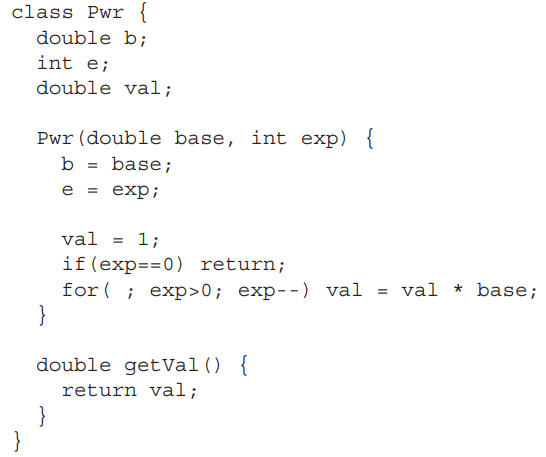 class Pwr {
  double b;
  int e;
  double val;

  Pwr(double base, int exp) {
    b = base;
    e = exp;

    val = 1;
    if(exp==0) return;
    for( ; exp>0; exp--) val = val * base;
  }

  double getVal() {
    return val;
  }
}